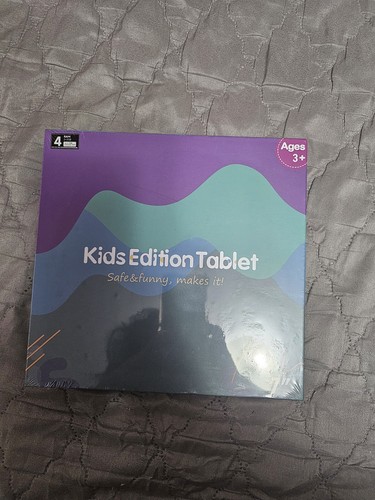 4
Ages
3+
Kids Edition Tablet
Safe&funny, makes it!